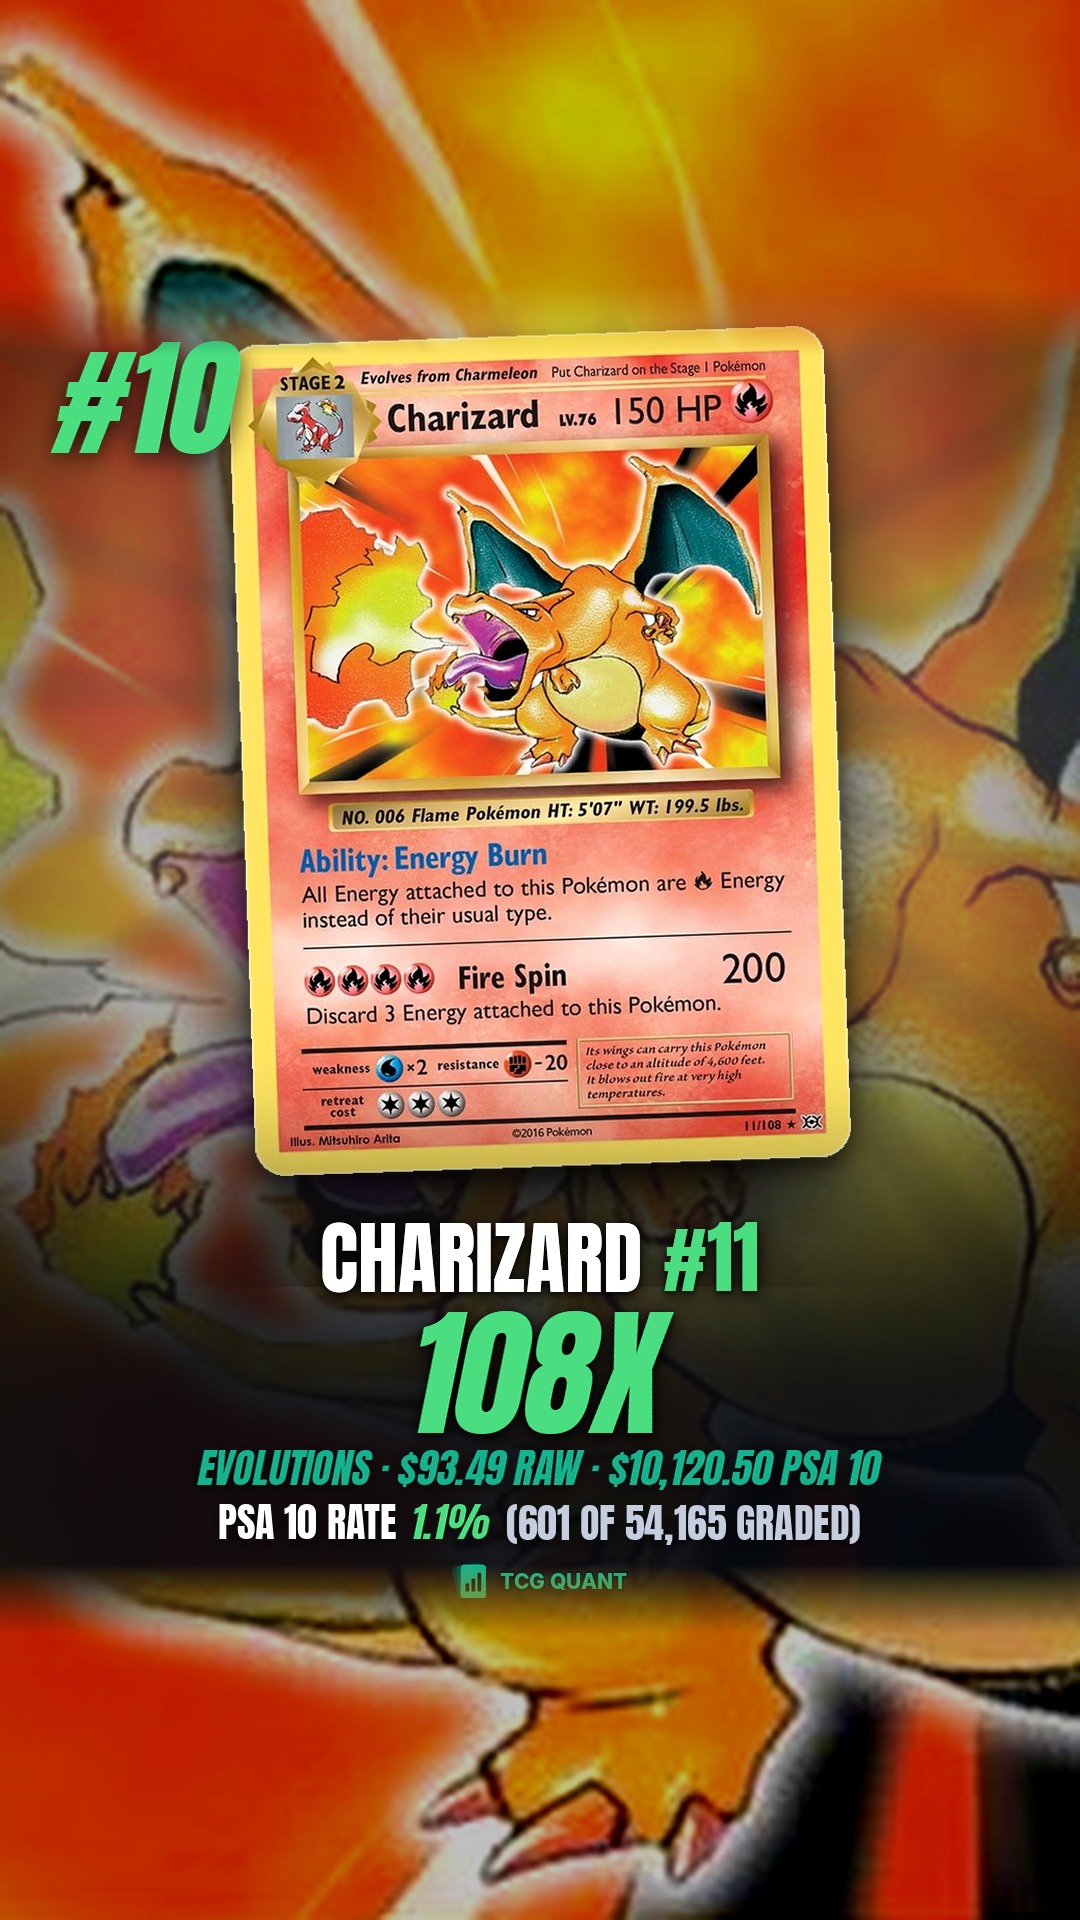 #10
STAGE 2 Evolves from Charmeleon Put Charizard on the Stage 1 Pokémon
Charizard LV.76 150 HP
NO. 006 Flame Pokémon HT: 5'07" WT: 199.5 lbs.
Ability: Energy Burn
All Energy attached to this Pokémon are Energy
instead of their usual type.
Fire Spin 200
Discard 3 Energy attached to this Pokémon.
weakness ×2 resistance -20
retreat
cost
Its wings can carry this Pokémon
close to an altitude of 4,600 feet.
It blows out fire at very high
temperatures.
Illus. Mitsuhiro Arita ©2016 Pokémon 11/108 ★
CHARIZARD #11
108X
EVOLUTIONS · $93.49 RAW · $10,120.50 PSA 10
PSA 10 RATE 1.1% (601 OF 54,165 GRADED)
TCG QUANT